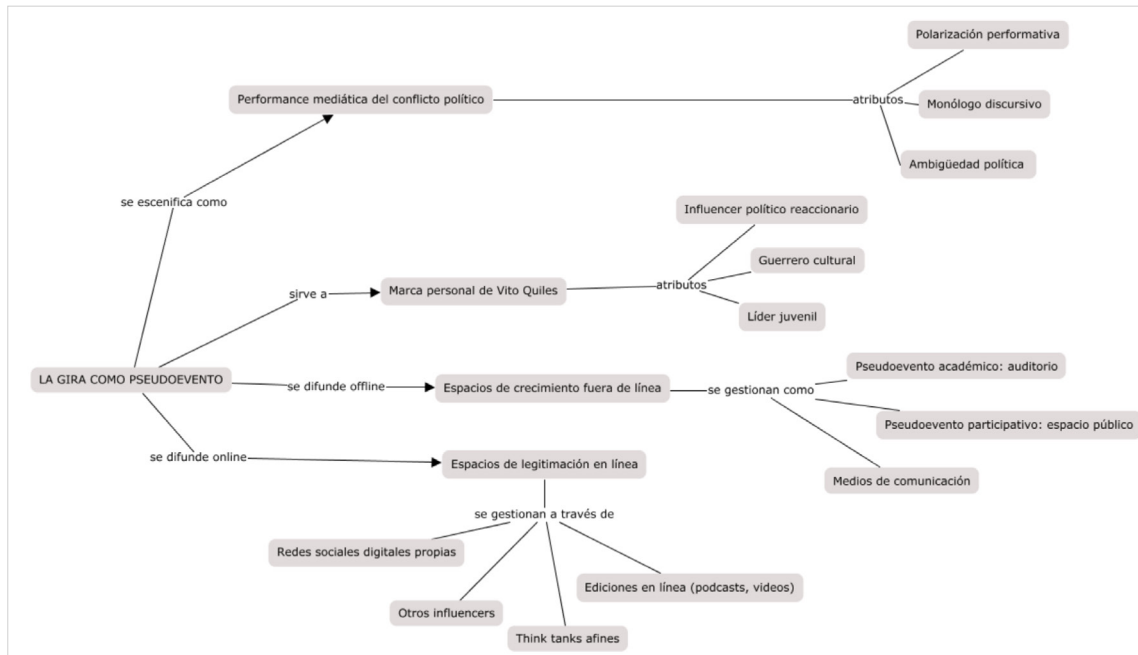 Polarización performativa
Performance mediática del conflicto político
atributos
Monólogo discursivo
Ambigüedad política
se escenifica como
Influencer político reaccionario
Guerrero cultural
sirve a
Marca personal de Vito Quiles
atributos
Líder juvenil
LA GIRA COMO PSEUDOEVENTO
se difunde offline
Espacios de crecimiento fuera de línea
se gestionan como
Pseudoevento académico: auditorio
Pseudoevento participativo: espacio público
Medios de comunicación
se difunde online
Espacios de legitimación en línea
se gestionan a través de
Redes sociales digitales propias
Ediciones en línea (podcasts, videos)
Otros influencers
Think tanks afines